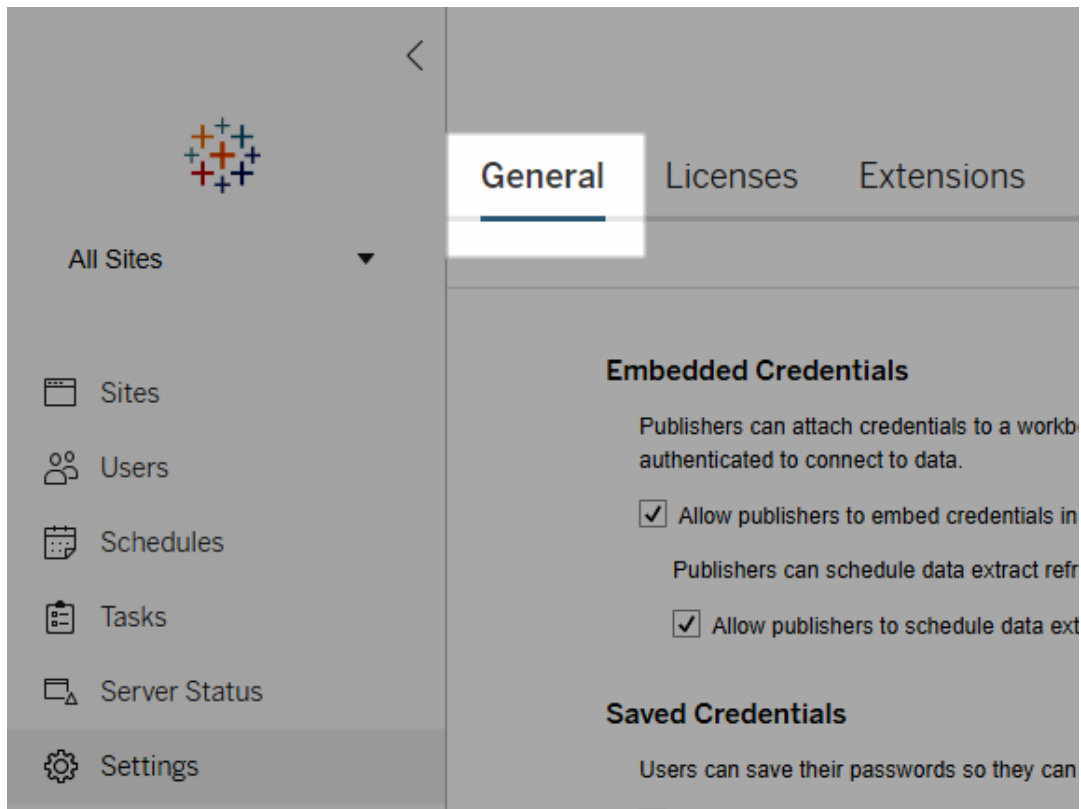 General Licenses Extensions
All Sites
Sites
Users
Schedules
Tasks
Server Status
Settings
Embedded Credentials
Publishers can attach credentials to a
authenticated to connect to data.
Allow publishers to embed credentials in
Publishers can schedule data extract
Allow publishers to schedule data
Saved Credentials
Users can save their passwords so they can